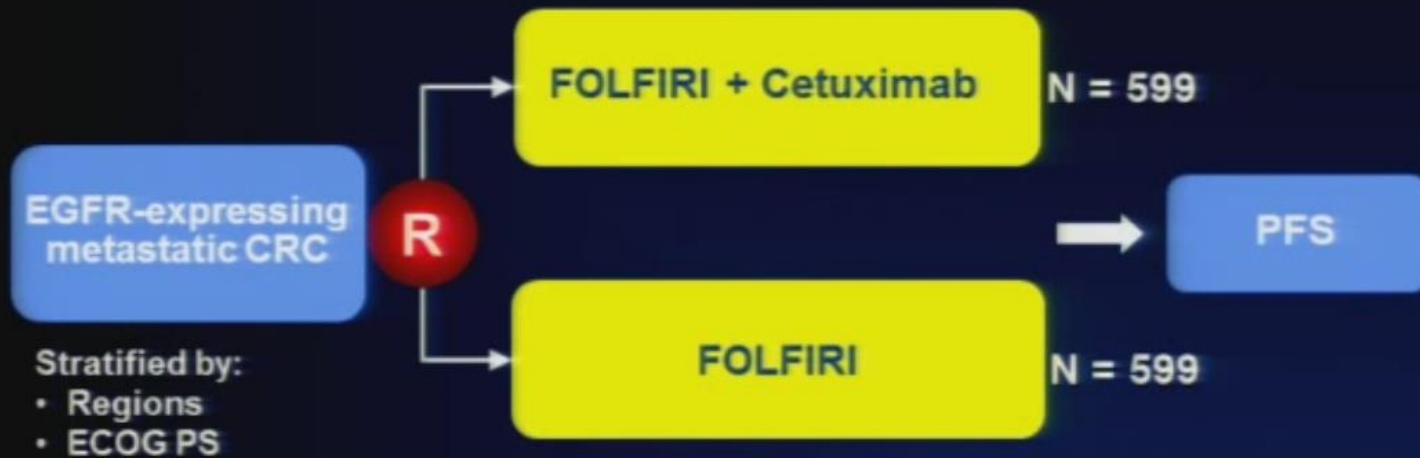 EGFR-expressing
metastatic CRC
R
FOLFIRI + Cetuximab
N = 599
FOLFIRI
N = 599
PFS
Stratified by:
• Regions
• ECOG PS